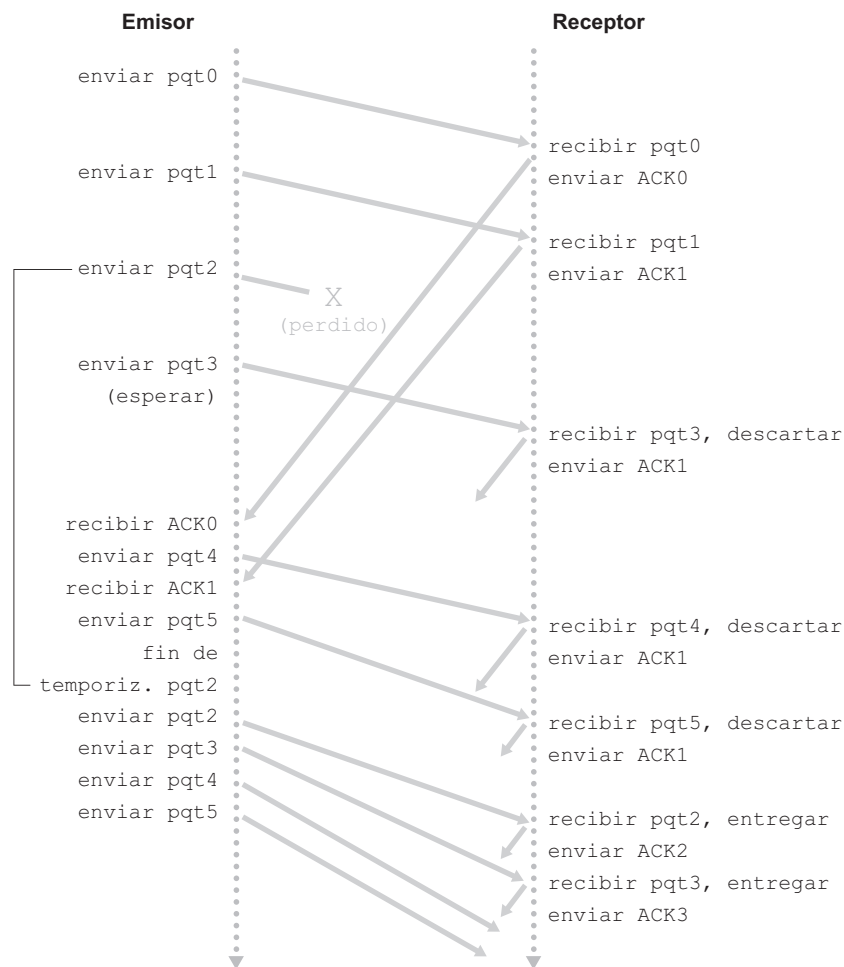 Emisor
Receptor
enviar pqt0
recibir pqt0
enviar ACK0
enviar pqt1
recibir pqt1
enviar ACK1
enviar pqt2
X
(perdido)
enviar pqt3
(esperar)
recibir pqt3, descartar
enviar ACK1
recibir ACK0
enviar pqt4
recibir ACK1
enviar pqt5
recibir pqt4, descartar
enviar ACK1
fin de
temporiz. pqt2
enviar pqt2
enviar pqt3
enviar pqt4
enviar pqt5
recibir pqt5, descartar
enviar ACK1
recibir pqt2, entregar
enviar ACK2
recibir pqt3, entregar
enviar ACK3